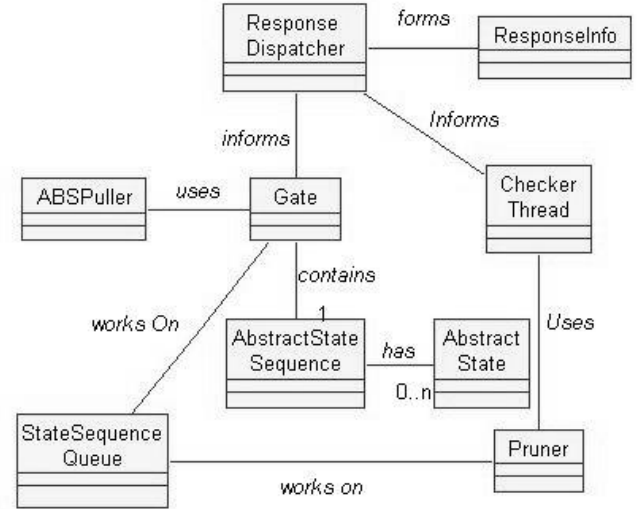 Response
Dispatcher
forms
ResponseInfo
informs
Informs
ABSPuller
uses
Gate
Checker
Thread
contains
works On
1
Uses
AbstractState
Sequence
has
Abstract
State
0..n
StateSequence
Queue
works on
Pruner